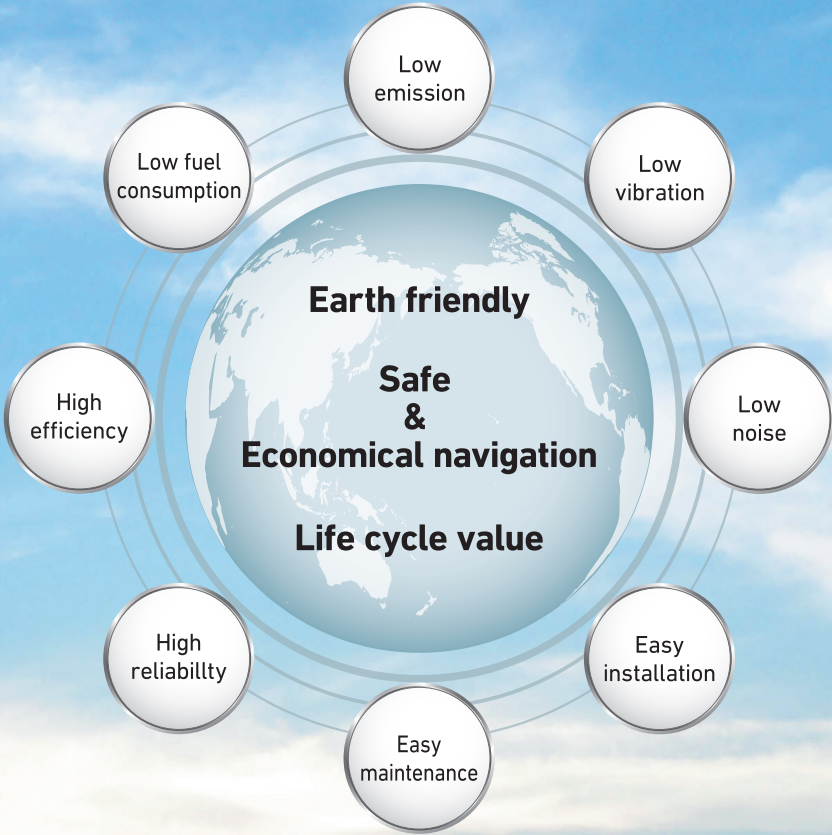 Low
emission
Low fuel
consumption
Low
vibration
Earth friendly
Safe
&
Economical navigation
Life cycle value
High
efficiency
Low
noise
High
reliabillty
Easy
installation
Easy
maintenance